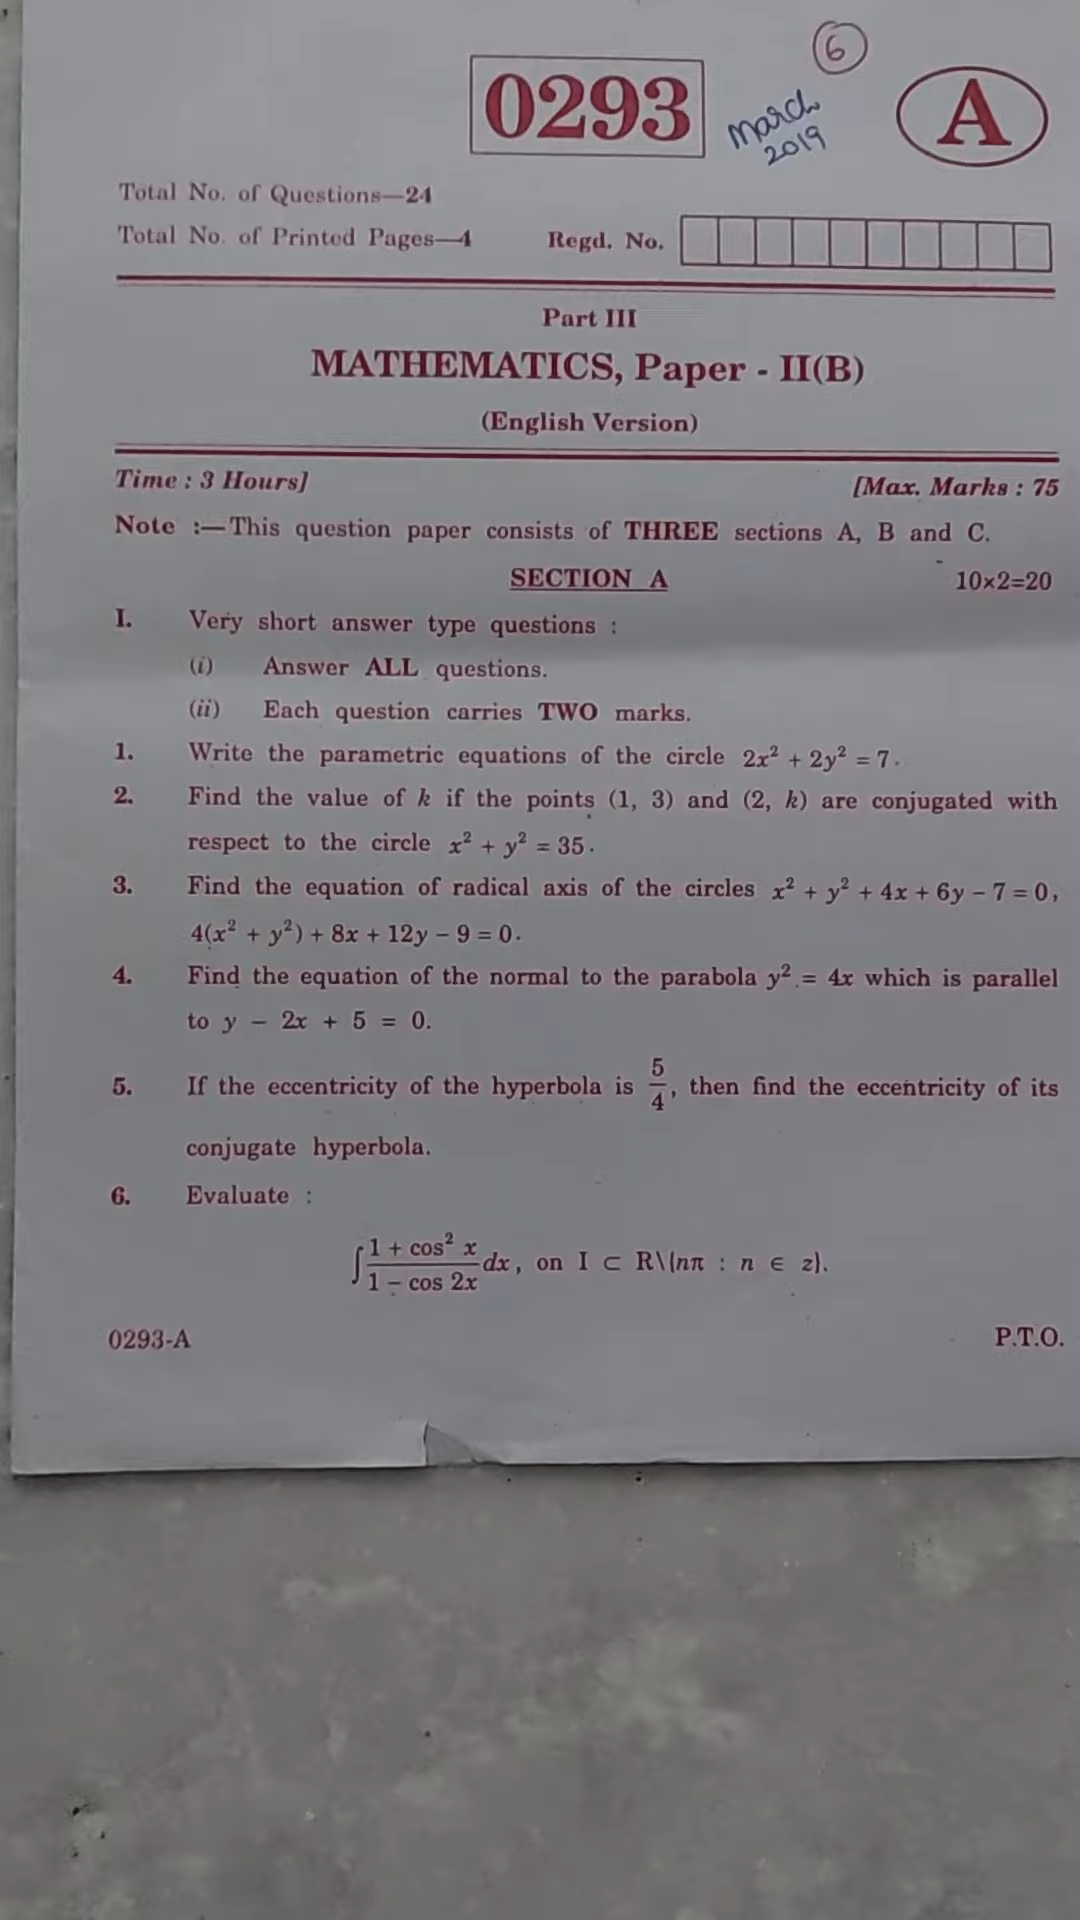 6
0293
March
2019
A
Total No. of Questions—24
Total No. of Printed Pages—4
Regd. No.
Part III
MATHEMATICS, Paper - II(B)
(English Version)
Time : 3 Hours]
[Max. Marks : 75
Note :—This question paper consists of THREE sections A, B and C.
SECTION A
10×2=20
I. Very short answer type questions :
(i) Answer ALL questions.
(ii) Each question carries TWO marks.
1. Write the parametric equations of the circle 2x² + 2y² = 7.
2. Find the value of k if the points (1, 3) and (2, k) are conjugated with
respect to the circle x² + y² = 35.
3. Find the equation of radical axis of the circles x² + y² + 4x + 6y – 7 = 0,
4(x² + y²) + 8x + 12y – 9 = 0.
4. Find the equation of the normal to the parabola y² = 4x which is parallel
to y – 2x + 5 = 0.
5. If the eccentricity of the hyperbola is 5/4, then find the eccentricity of its
conjugate hyperbola.
6. Evaluate :
∫ (1 + cos² x)/(1 – cos 2x) dx, on I ⊂ R\{nπ : n ∈ z}.
0293-A
P.T.O.